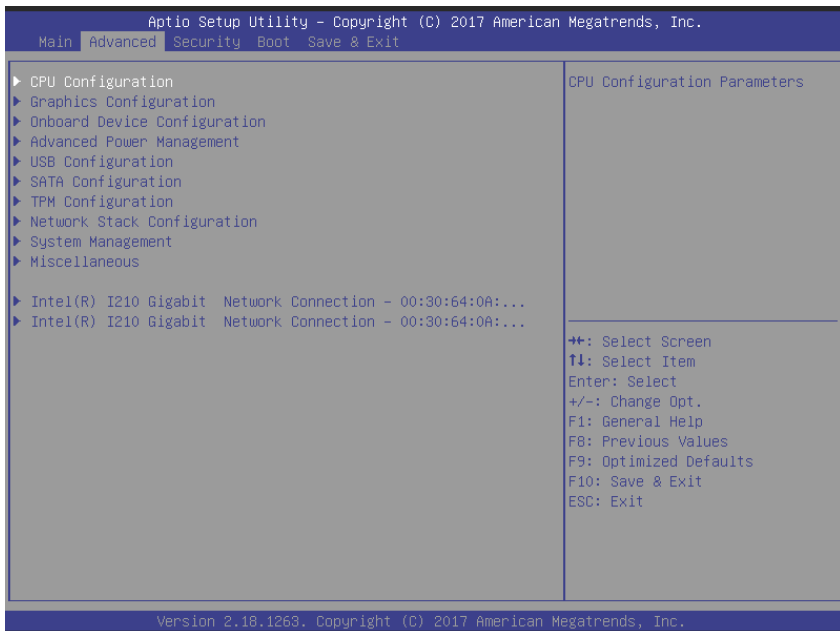 Aptio Setup Utility – Copyright (C) 2017 American Megatrends, Inc.
Main Advanced Security Boot Save & Exit
CPU Configuration
Graphics Configuration
Onboard Device Configuration
Advanced Power Management
USB Configuration
SATA Configuration
TPM Configuration
Network Stack Configuration
System Management
Miscellaneous
Intel(R) I210 Gigabit  Network Connection – 00:30:64:0A:...
Intel(R) I210 Gigabit  Network Connection – 00:30:64:0A:...
CPU Configuration Parameters
→←: Select Screen
↑↓: Select Item
Enter: Select
+/–: Change Opt.
F1: General Help
F8: Previous Values
F9: Optimized Defaults
F10: Save & Exit
ESC: Exit
Version 2.18.1263. Copyright (C) 2017 American Megatrends, Inc.